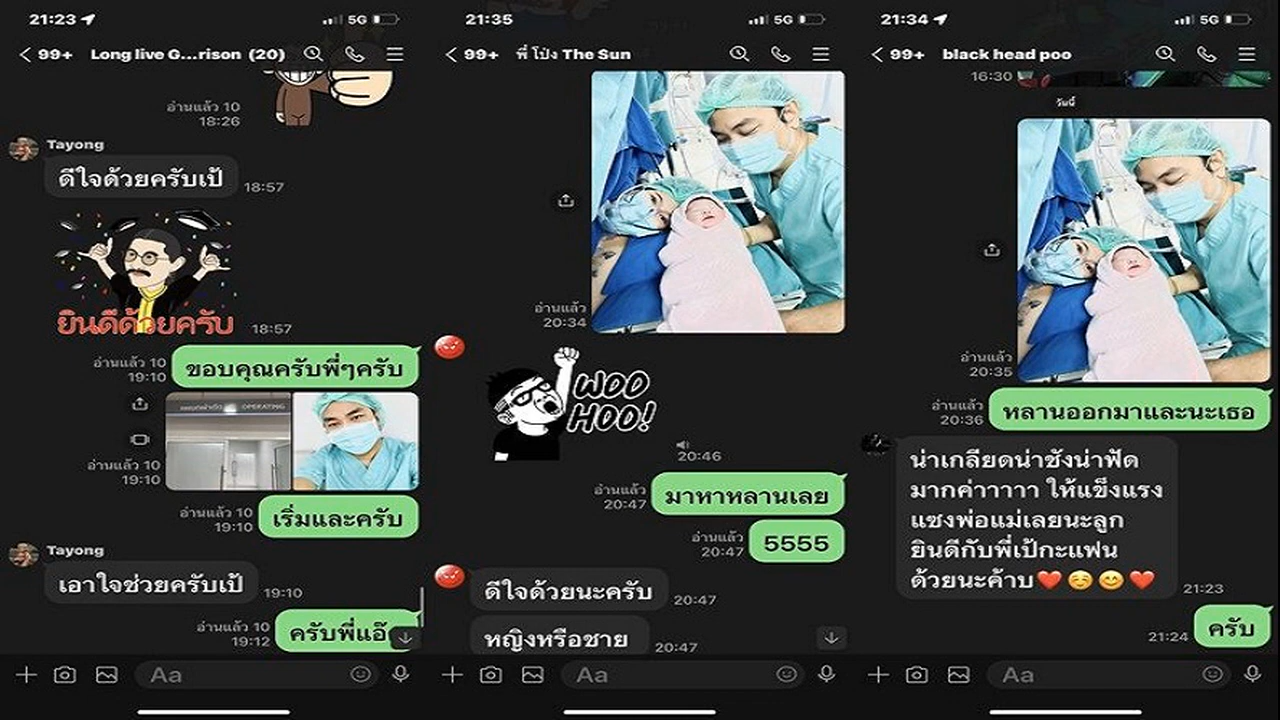 21:23
5G
99+ Long live G...rison (20)
อ่านแล้ว 10
18:26
Tayong
ดีใจด้วยครับเป้
18:57
ยินดีด้วยครับ
18:57
อ่านแล้ว 10
19:10
ขอบคุณครับพี่ๆครับ
OPERATING
อ่านแล้ว 10
19:10
อ่านแล้ว 10
19:10
เริ่มและครับ
Tayong
เอาใจช่วยครับเป้
19:10
อ่านแล้ว 10
19:12
ครับพี่แอ๊
Aa
21:35
5G
99+ พี่ โป่ง The Sun
อ่านแล้ว
20:34
WOO
HOO!
20:46
อ่านแล้ว
20:47
มาหาหลานเลย
อ่านแล้ว
20:47
5555
ดีใจด้วยนะครับ
20:47
หญิงหรือชาย
20:47
Aa
21:34
5G
99+ black head poo
16:30
วันนี้
อ่านแล้ว
20:35
อ่านแล้ว
20:36
หลานออกมาและนะเธอ
น่าเกลียดน่าชังน่าฟัด
มากค่าาาาา ให้แข็งแรง
แซงพ่อแม่เลยนะลูก
ยินดีกับพี่เป้กะแฟน
ด้วยนะค้าบ❤️☺️😊❤️
21:23
21:24
ครับ
Aa